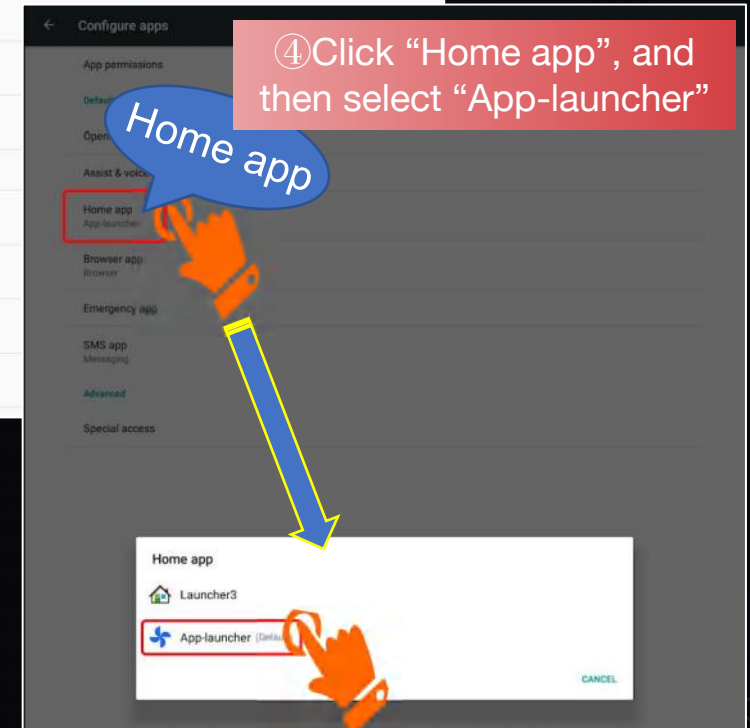 ← Configure apps
④Click “Home app”, and
then select “App-launcher”
App permissions
Home app
Assist & voice
Home app
App-launcher
Browser app
Browser
Emergency app
SMS app
Messaging
Advanced
Special access
Home app
Launcher3
App-launcher
CANCEL